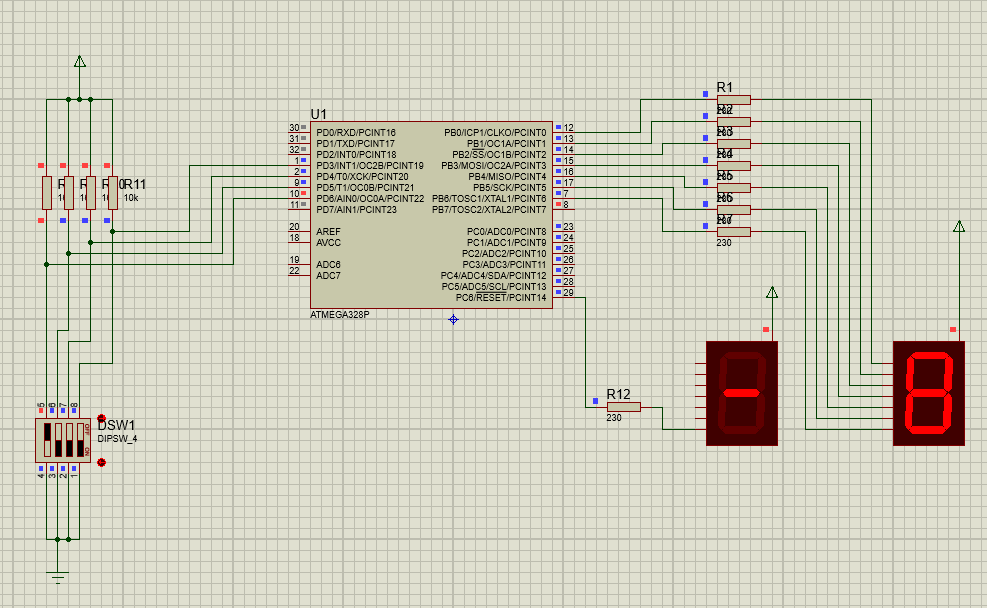 U1
30 PD0/RXD/PCINT16 PB0/ICP1/CLKO/PCINT0 12
31 PD1/TXD/PCINT17 PB1/OC1A/PCINT1 13
32 PD2/INT0/PCINT18 PB2/SS/OC1B/PCINT2 14
1 PD3/INT1/OC2B/PCINT19 PB3/MOSI/OC2A/PCINT3 15
2 PD4/T0/XCK/PCINT20 PB4/MISO/PCINT4 16
9 PD5/T1/OC0B/PCINT21 PB5/SCK/PCINT5 17
10 PD6/AIN0/OC0A/PCINT22 PB6/TOSC1/XTAL1/PCINT6 7
11 PD7/AIN1/PCINT23 PB7/TOSC2/XTAL2/PCINT7 8
20 AREF PC0/ADC0/PCINT8 23
18 AVCC PC1/ADC1/PCINT9 24
PC2/ADC2/PCINT10 25
19 ADC6 PC3/ADC3/PCINT11 26
22 ADC7 PC4/ADC4/SDA/PCINT12 27
PC5/ADC5/SCL/PCINT13 28
PC6/RESET/PCINT14 29
ATMEGA328P
R1
230
R11
10k
R12
230
5 6 7 8
DSW1
DIPSW_4
OFF
ON
4 3 2 1